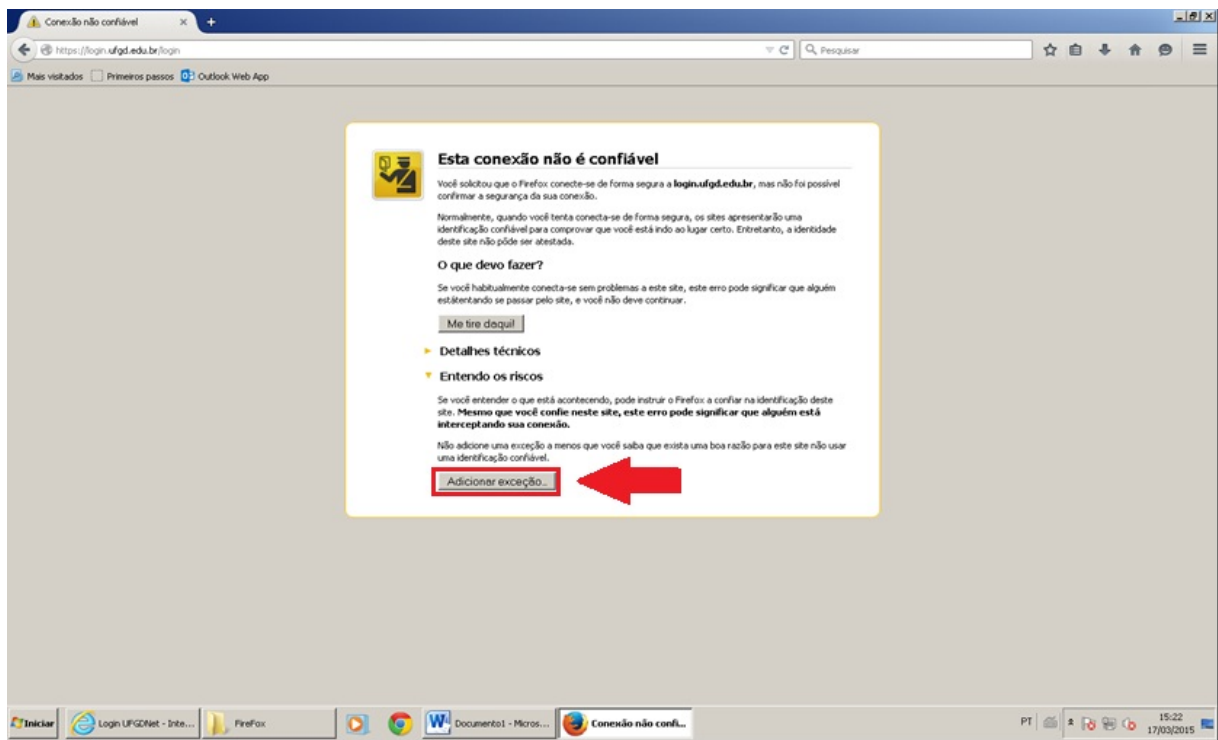 Conexão não confiável
https://login.ufgd.edu.br/login
Pesquisar
Mais visitados
Primeiros passos
Outlook Web App
Esta conexão não é confiável
Você solicitou que o Firefox conecte-se de forma segura a login.ufgd.edu.br, mas não foi possível
confirmar a segurança da sua conexão.
Normalmente, quando você tenta conecta-se de forma segura, os sites apresentarão uma
identificação confiável para comprovar que você está indo ao lugar certo. Entretanto, a identidade
deste site não pôde ser atestada.
O que devo fazer?
Se você habitualmente conecta-se sem problemas a este site, este erro pode significar que alguém
estátentando se passar pelo site, e você não deve continuar.
Me tire daqui!
Detalhes técnicos
Entendo os riscos
Se você entender o que está acontecendo, pode instruir o Firefox a confiar na identificação deste
site. Mesmo que você confie neste site, este erro pode significar que alguém está
interceptando sua conexão.
Não adicione uma exceção a menos que você saiba que exista uma boa razão para este site não usar
uma identificação confiável.
Adicionar exceção...
Iniciar
Login UFGDNet - Inte...
FireFox
Documento1 - Micros...
Conexão não confi...
PT
15:22
17/03/2015